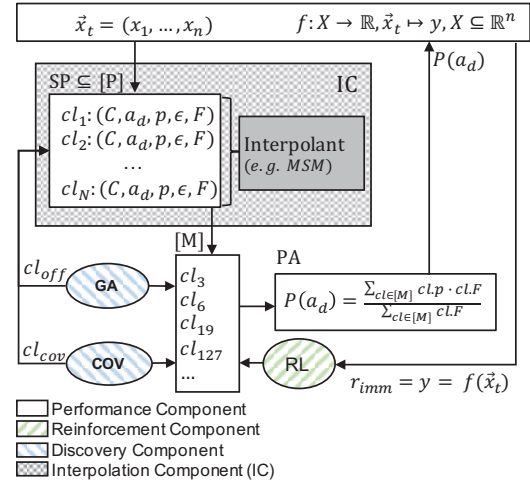 x⃗_t = (x_1, ..., x_n)    f: X → ℝ, x⃗_t ↦ y, X ⊆ ℝ^n
P(a_d)
SP ⊆ [P]    IC
cl_1: (C, a_d, p, ϵ, F)
cl_2: (C, a_d, p, ϵ, F)
...
cl_N: (C, a_d, p, ϵ, F)
Interpolant
(e. g. MSM)
[M]
cl_off
GA
cl_3
cl_6
cl_19
cl_127
...
PA
P(a_d) = ∑_{cl∈[M]} cl.p · cl.F / ∑_{cl∈[M]} cl.F
cl_cov
COV
RL
r_imm = y = f(x⃗_t)
Performance Component
Reinforcement Component
Discovery Component
Interpolation Component (IC)